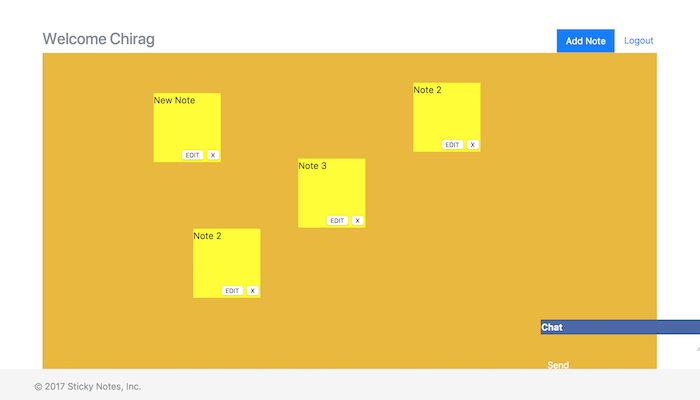 Welcome Chirag
Add Note
Logout
Note 2
New Note
EDIT X
EDIT X
Note 3
EDIT X
Note 2
EDIT X
Chat
Send
© 2017 Sticky Notes, Inc.